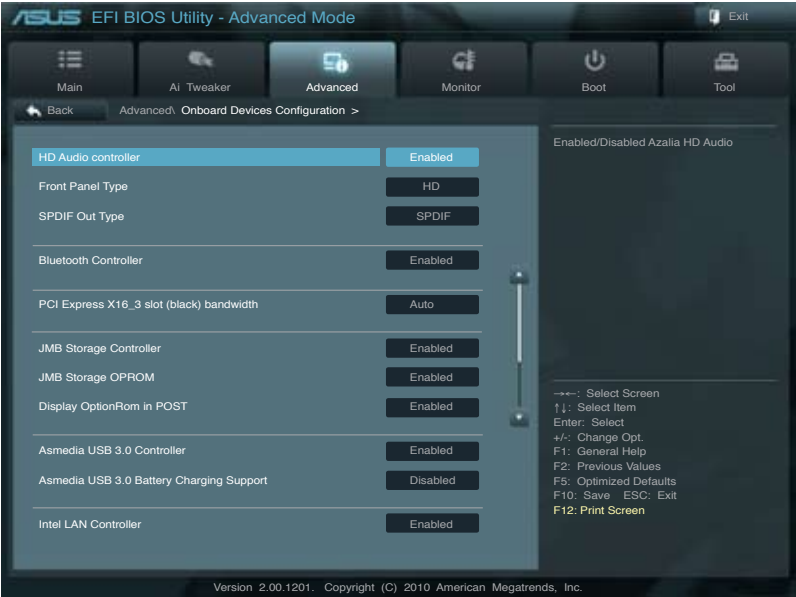 ASUS EFI BIOS Utility - Advanced Mode
Exit
Main
Ai Tweaker
Advanced
Monitor
Boot
Tool
Back
Advanced\ Onboard Devices Configuration >
HD Audio controller Enabled
Front Panel Type HD
SPDIF Out Type SPDIF
Bluetooth Controller Enabled
PCI Express X16_3 slot (black) bandwidth Auto
JMB Storage Controller Enabled
JMB Storage OPROM Enabled
Display OptionRom in POST Enabled
Asmedia USB 3.0 Controller Enabled
Asmedia USB 3.0 Battery Charging Support Disabled
Intel LAN Controller Enabled
Enabled/Disabled Azalia HD Audio
→←: Select Screen
↑↓: Select Item
Enter: Select
+/-: Change Opt.
F1: General Help
F2: Previous Values
F5: Optimized Defaults
F10: Save ESC: Exit
F12: Print Screen
Version 2.00.1201. Copyright (C) 2010 American Megatrends, Inc.